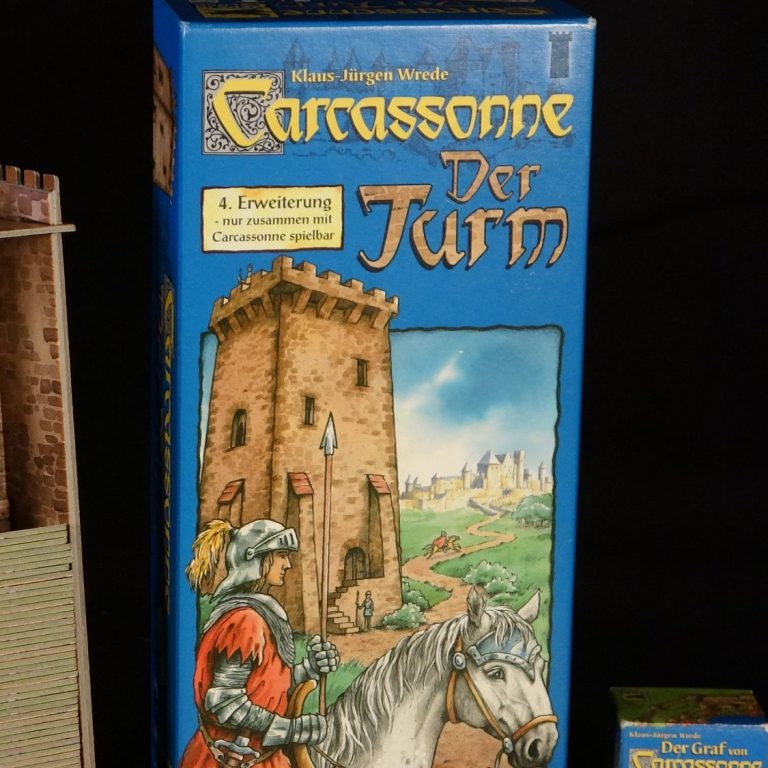 Klaus-Jürgen Wrede
Carcassonne
Der
Turm
4. Erweiterung
- nur zusammen mit
Carcassonne spielbar
Carcassonne
Klaus-Jürgen Wrede
Der Graf von
Carcassonne